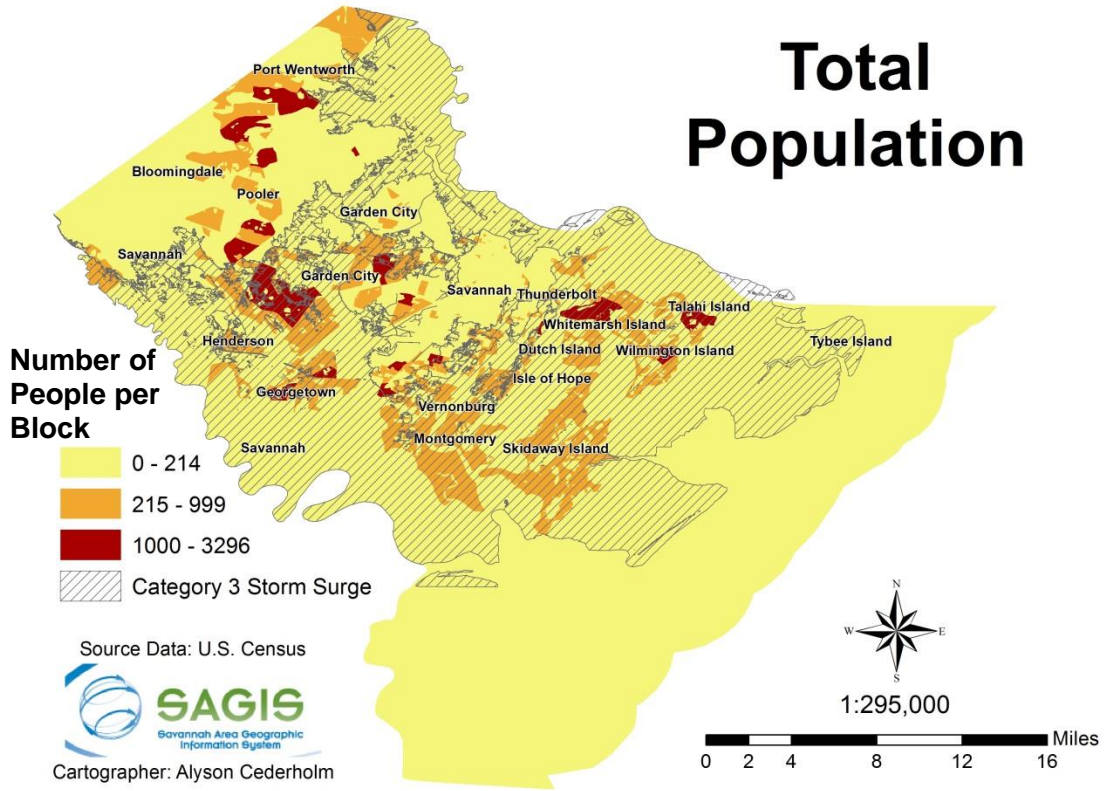 Total
Population
Port Wentworth
Bloomingdale
Pooler
Garden City
Savannah
Garden City
Savannah
Thunderbolt
Talahi Island
Whitemarsh Island
Tybee Island
Henderson
Dutch Island
Wilmington Island
Isle of Hope
Georgetown
Vernonburg
Montgomery
Savannah
Skidaway Island
Number of
People per
Block
0 - 214
215 - 999
1000 - 3296
Category 3 Storm Surge
Source Data: U.S. Census
SAGIS
Savannah Area Geographic
Information System
Cartographer: Alyson Cederholm
N
W
E
S
1:295,000
Miles
0 2 4 8 12 16